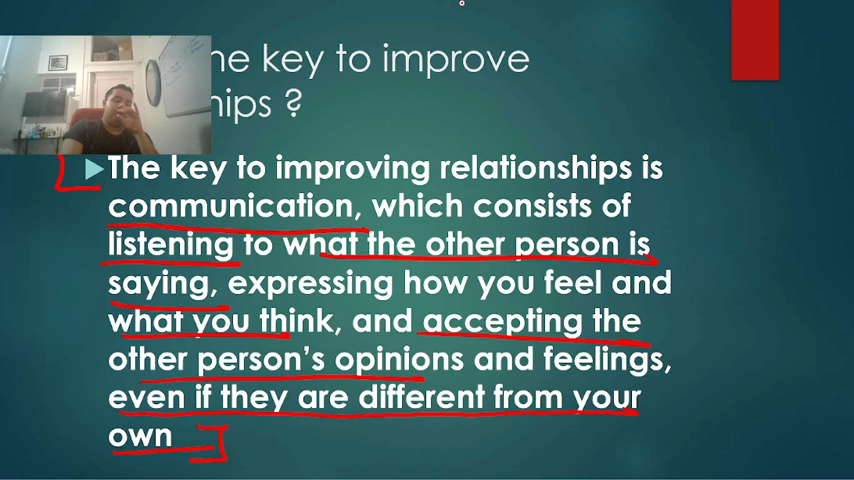 he key to improve
hips ?
The key to improving relationships is
communication, which consists of
listening to what the other person is
saying, expressing how you feel and
what you think, and accepting the
other person's opinions and feelings,
even if they are different from your
own